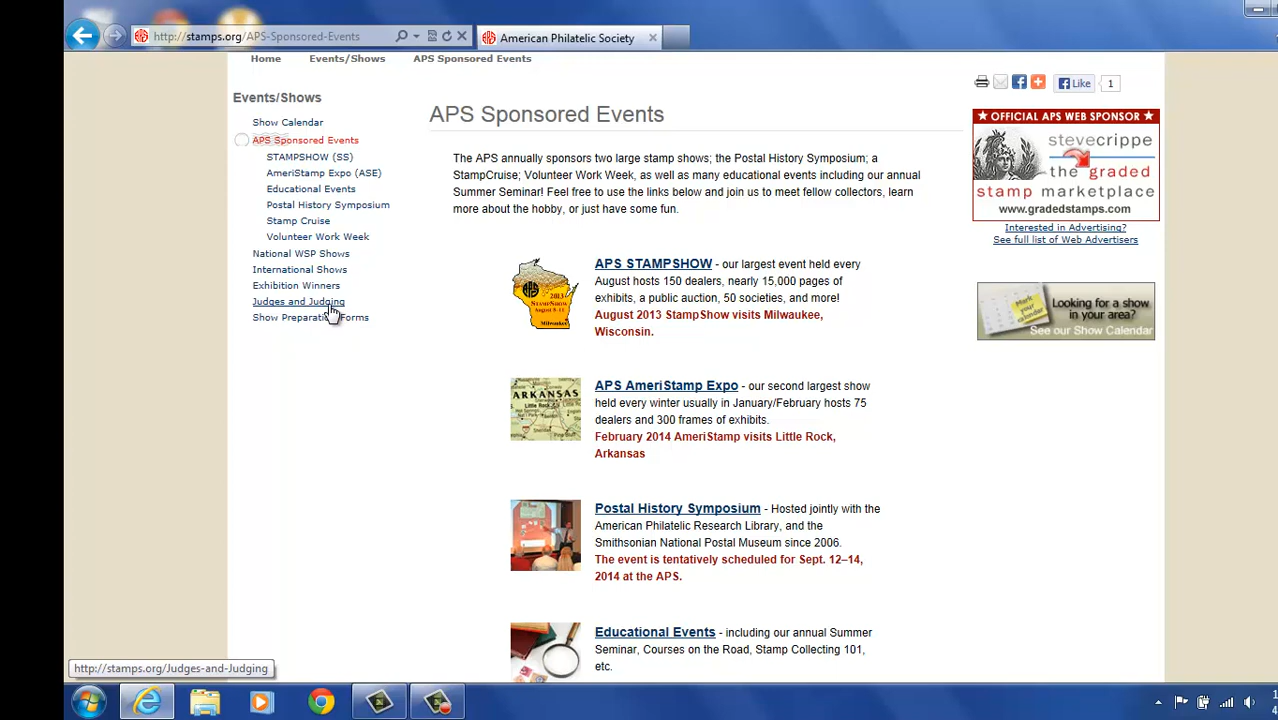 http://stamps.org/APS-Sponsored-Events
American Philatelic Society
Home Events/Shows APS Sponsored Events
Events/Shows
Show Calendar
APS Sponsored Events
STAMPSHOW (SS)
AmeriStamp Expo (ASE)
Educational Events
Postal History Symposium
Stamp Cruise
Volunteer Work Week
National WSP Shows
International Shows
Exhibition Winners
Judges and Judging
Show Preparation Forms
APS Sponsored Events
The APS annually sponsors two large stamp shows; the Postal History Symposium; a
StampCruise; Volunteer Work Week, as well as many educational events including our annual
Summer Seminar! Feel free to use the links below and join us to meet fellow collectors, learn
more about the hobby, or just have some fun.
APS STAMPSHOW - our largest event held every
August hosts 150 dealers, nearly 15,000 pages of
exhibits, a public auction, 50 societies, and more!
August 2013 StampShow visits Milwaukee,
Wisconsin.
APS
2013
StampShow
August 8-11
Milwaukee
APS AmeriStamp Expo - our second largest show
held every winter usually in January/February hosts 75
dealers and 300 frames of exhibits.
February 2014 AmeriStamp visits Little Rock,
Arkansas
ARKANSAS
Postal History Symposium - Hosted jointly with the
American Philatelic Research Library, and the
Smithsonian National Postal Museum since 2006.
The event is tentatively scheduled for Sept. 12–14,
2014 at the APS.
Educational Events - including our annual Summer
Seminar, Courses on the Road, Stamp Collecting 101,
etc.
Like 1
★ OFFICIAL APS WEB SPONSOR ★
stevecrippe
the graded
stamp marketplace
www.gradedstamps.com
Interested in Advertising?
See full list of Web Advertisers
Looking for a show
in your area?
See our Show Calendar
http://stamps.org/Judges-and-Judging